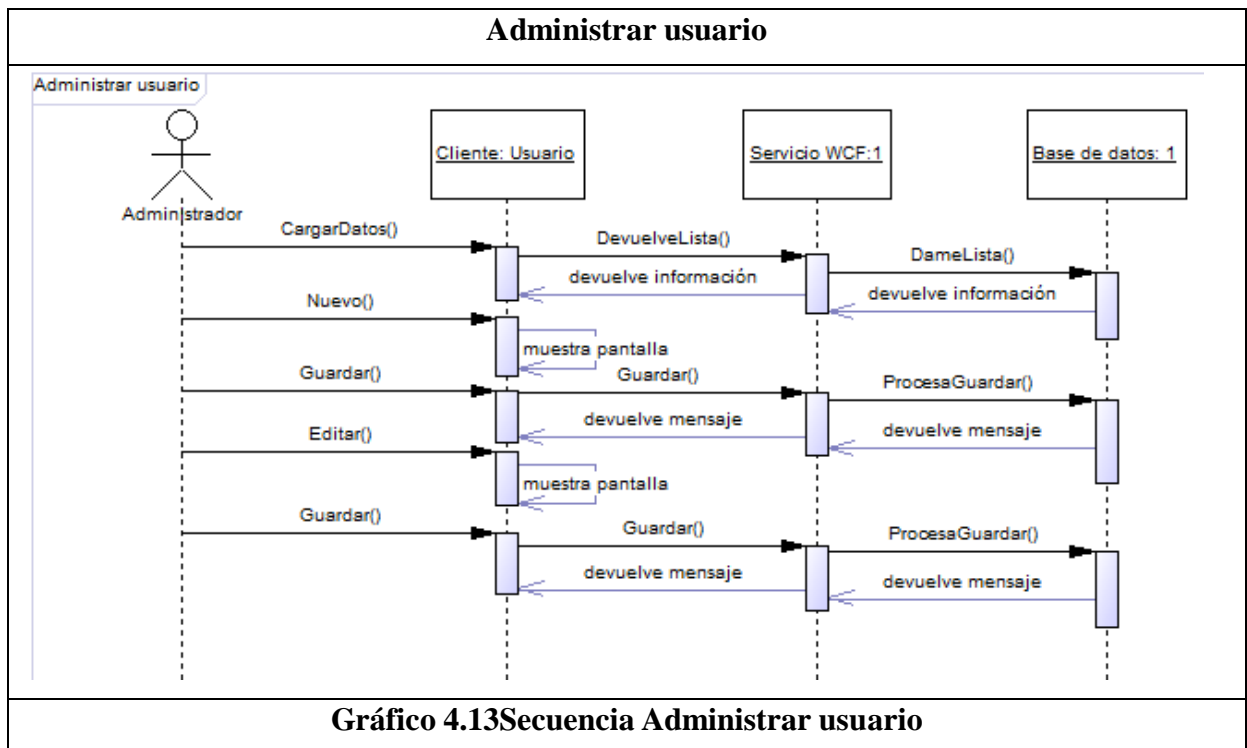 Administrar usuario
Administrar usuario
Cliente: Usuario
Servicio WCF:1
Base de datos: 1
Administrador
CargarDatos()
DevuelveLista()
DameLista()
devuelve información
devuelve información
Nuevo()
muestra pantalla
Guardar()
Guardar()
ProcesaGuardar()
devuelve mensaje
devuelve mensaje
Editar()
muestra pantalla
Guardar()
Guardar()
ProcesaGuardar()
devuelve mensaje
devuelve mensaje
Gráfico 4.13Secuencia Administrar usuario